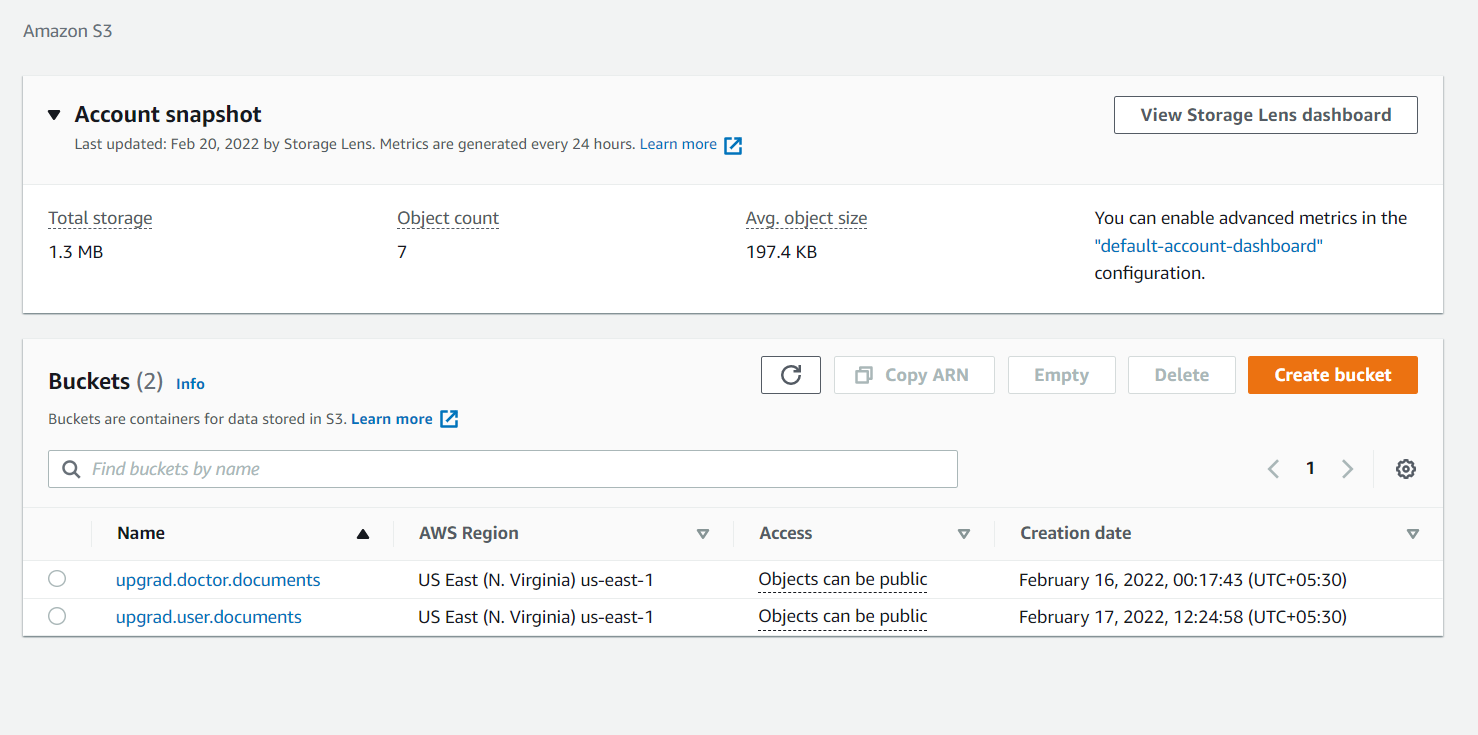 Amazon S3
Account snapshot
View Storage Lens dashboard
Last updated: Feb 20, 2022 by Storage Lens. Metrics are generated every 24 hours. Learn more
Total storage
Object count
Avg. object size
You can enable advanced metrics in the
"default-account-dashboard"
configuration.
1.3 MB
7
197.4 KB
Buckets (2) Info
Copy ARN
Empty
Delete
Create bucket
Buckets are containers for data stored in S3. Learn more
Find buckets by name
1
Name AWS Region Access Creation date
upgrad.doctor.documents US East (N. Virginia) us-east-1 Objects can be public February 16, 2022, 00:17:43 (UTC+05:30)
upgrad.user.documents US East (N. Virginia) us-east-1 Objects can be public February 17, 2022, 12:24:58 (UTC+05:30)